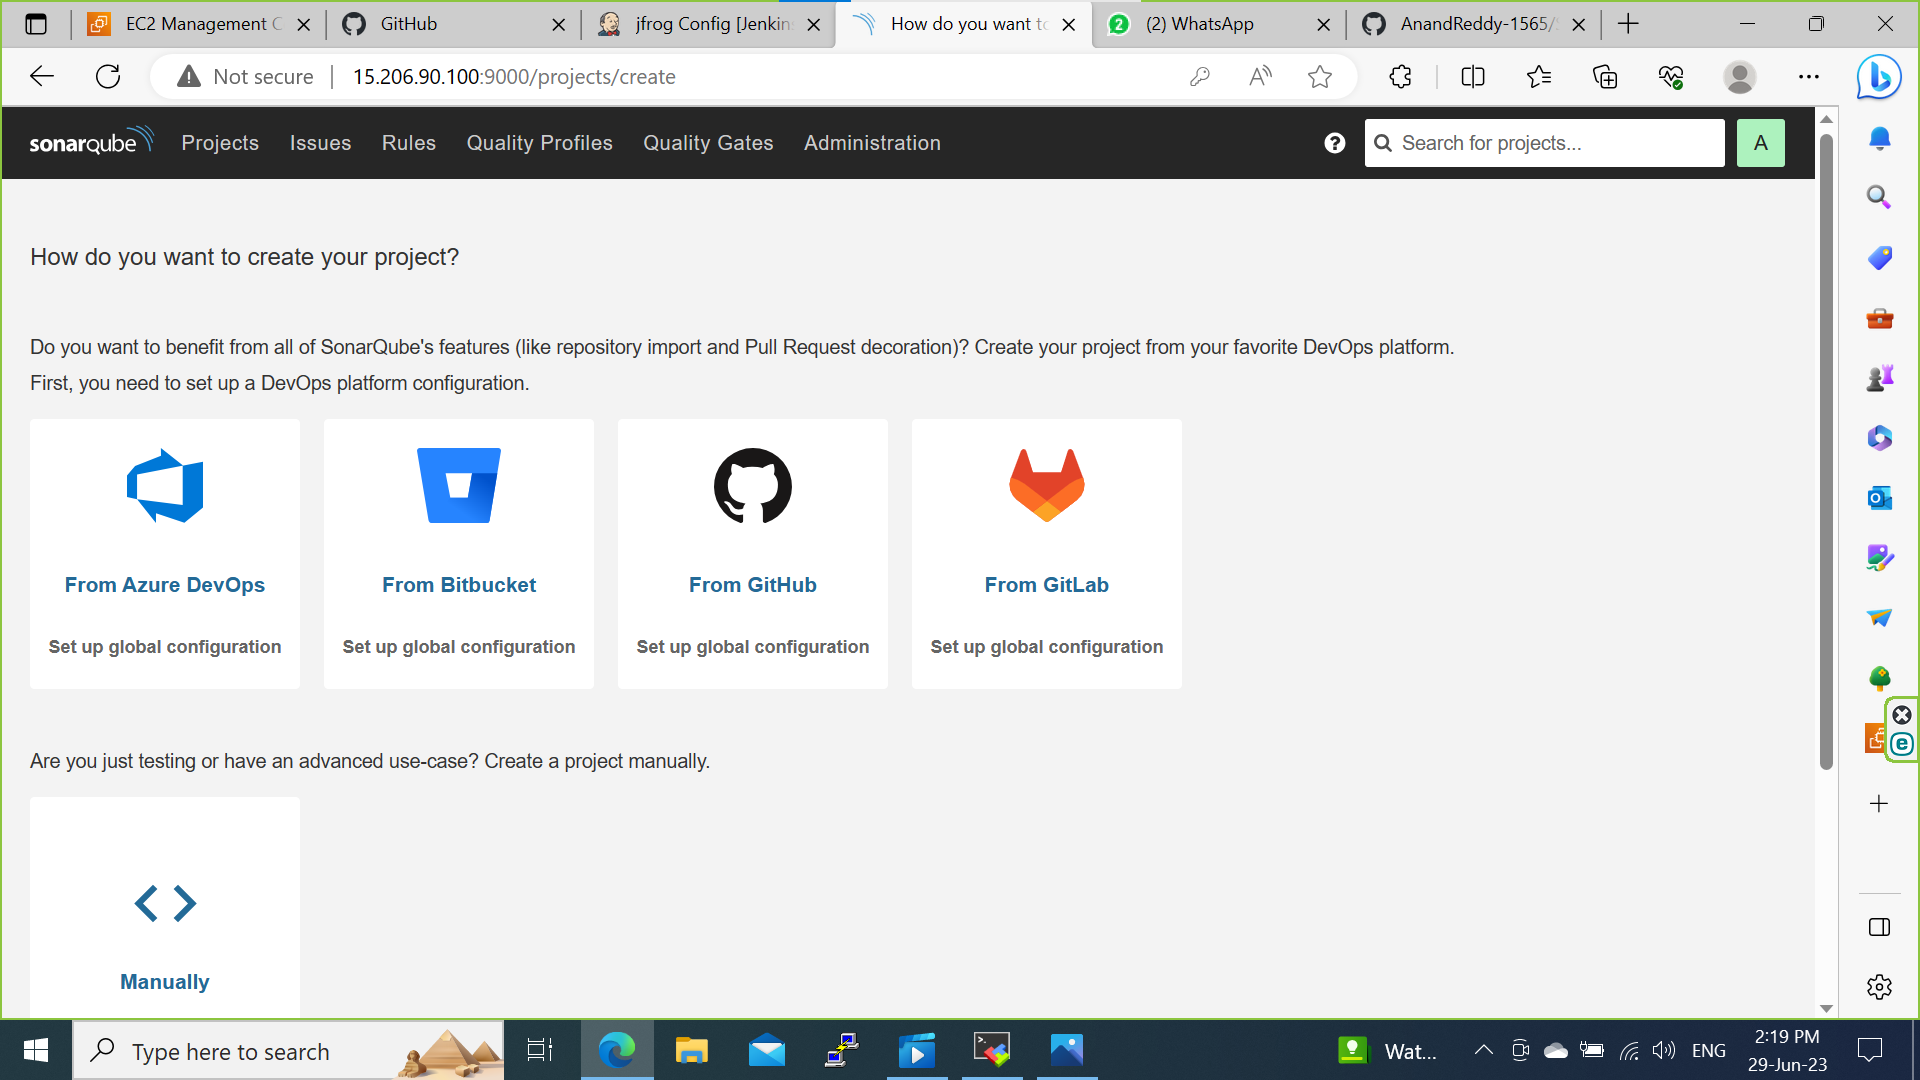 EC2 Management C
GitHub
jfrog Config [Jenkin
How do you want to
(2) WhatsApp
AnandReddy-1565/
Not secure
15.206.90.100:9000/projects/create
sonarqube
Projects
Issues
Rules
Quality Profiles
Quality Gates
Administration
Search for projects...
A
How do you want to create your project?
Do you want to benefit from all of SonarQube's features (like repository import and Pull Request decoration)? Create your project from your favorite DevOps platform.
First, you need to set up a DevOps platform configuration.
From Azure DevOps
From Bitbucket
From GitHub
From GitLab
Set up global configuration
Set up global configuration
Set up global configuration
Set up global configuration
Are you just testing or have an advanced use-case? Create a project manually.
Manually
Type here to search
Wat...
ENG
2:19 PM
29-Jun-23